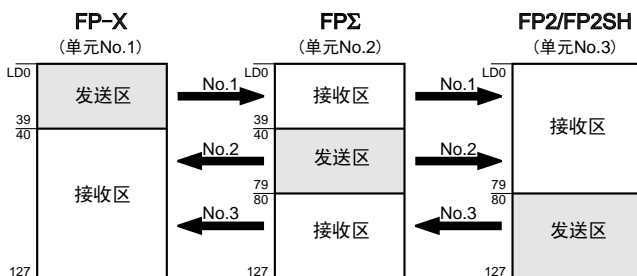 FP-X FPΣ FP2/FP2SH
(单元No.1) (单元No.2) (单元No.3)
LD0 LD0 LD0
发送区 No.1 接收区 No.1 接收区
39 39
40 40
No.2 发送区 No.2
接收区
79 79
80 80
No.3 接收区 No.3 发送区
127 127 127